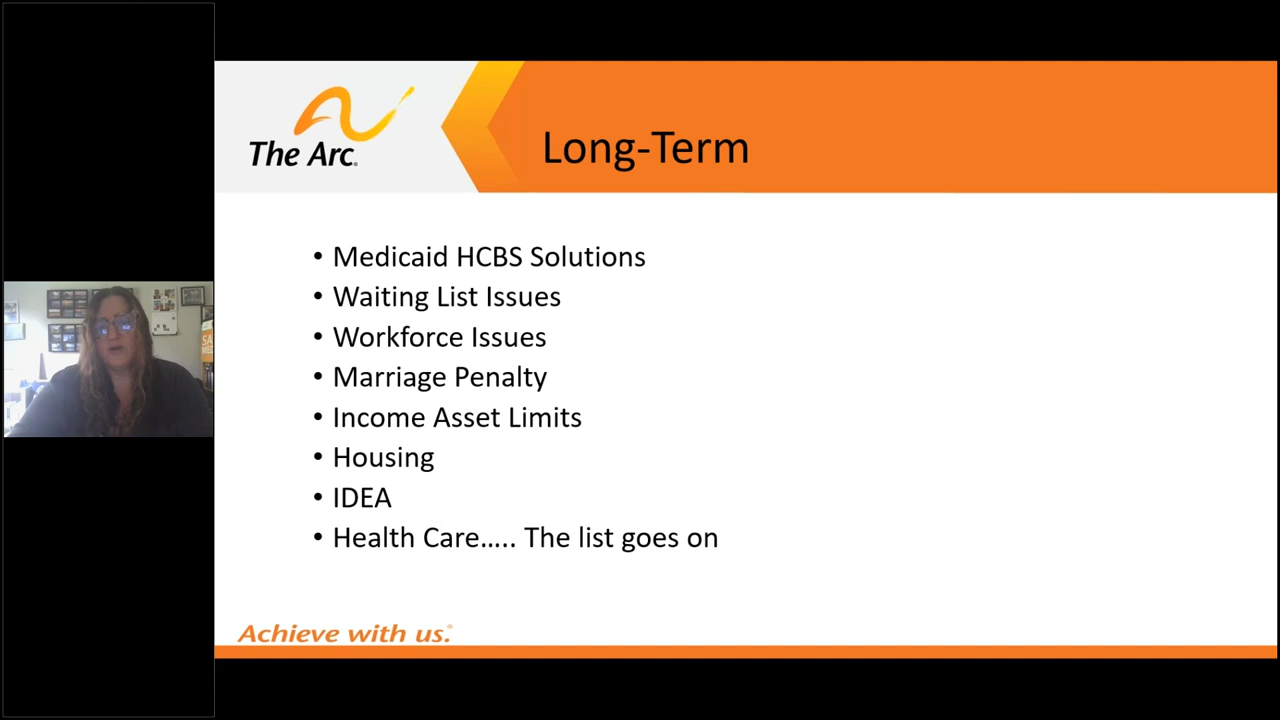 The Arc.
Long-Term
• Medicaid HCBS Solutions
• Waiting List Issues
• Workforce Issues
• Marriage Penalty
• Income Asset Limits
• Housing
• IDEA
• Health Care….. The list goes on
Achieve with us.®